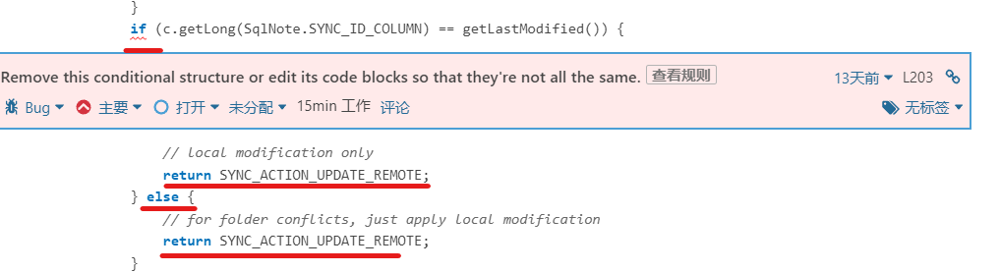 }
if (c.getLong(SqlNote.SYNC_ID_COLUMN) == getLastModified()) {
Remove this conditional structure or edit its code blocks so that they're not all the same. 查看规则 13天前 L203
Bug 主要 打开 未分配 15min 工作 评论 无标签
// local modification only
return SYNC_ACTION_UPDATE_REMOTE;
} else {
// for folder conflicts, just apply local modification
return SYNC_ACTION_UPDATE_REMOTE;
}